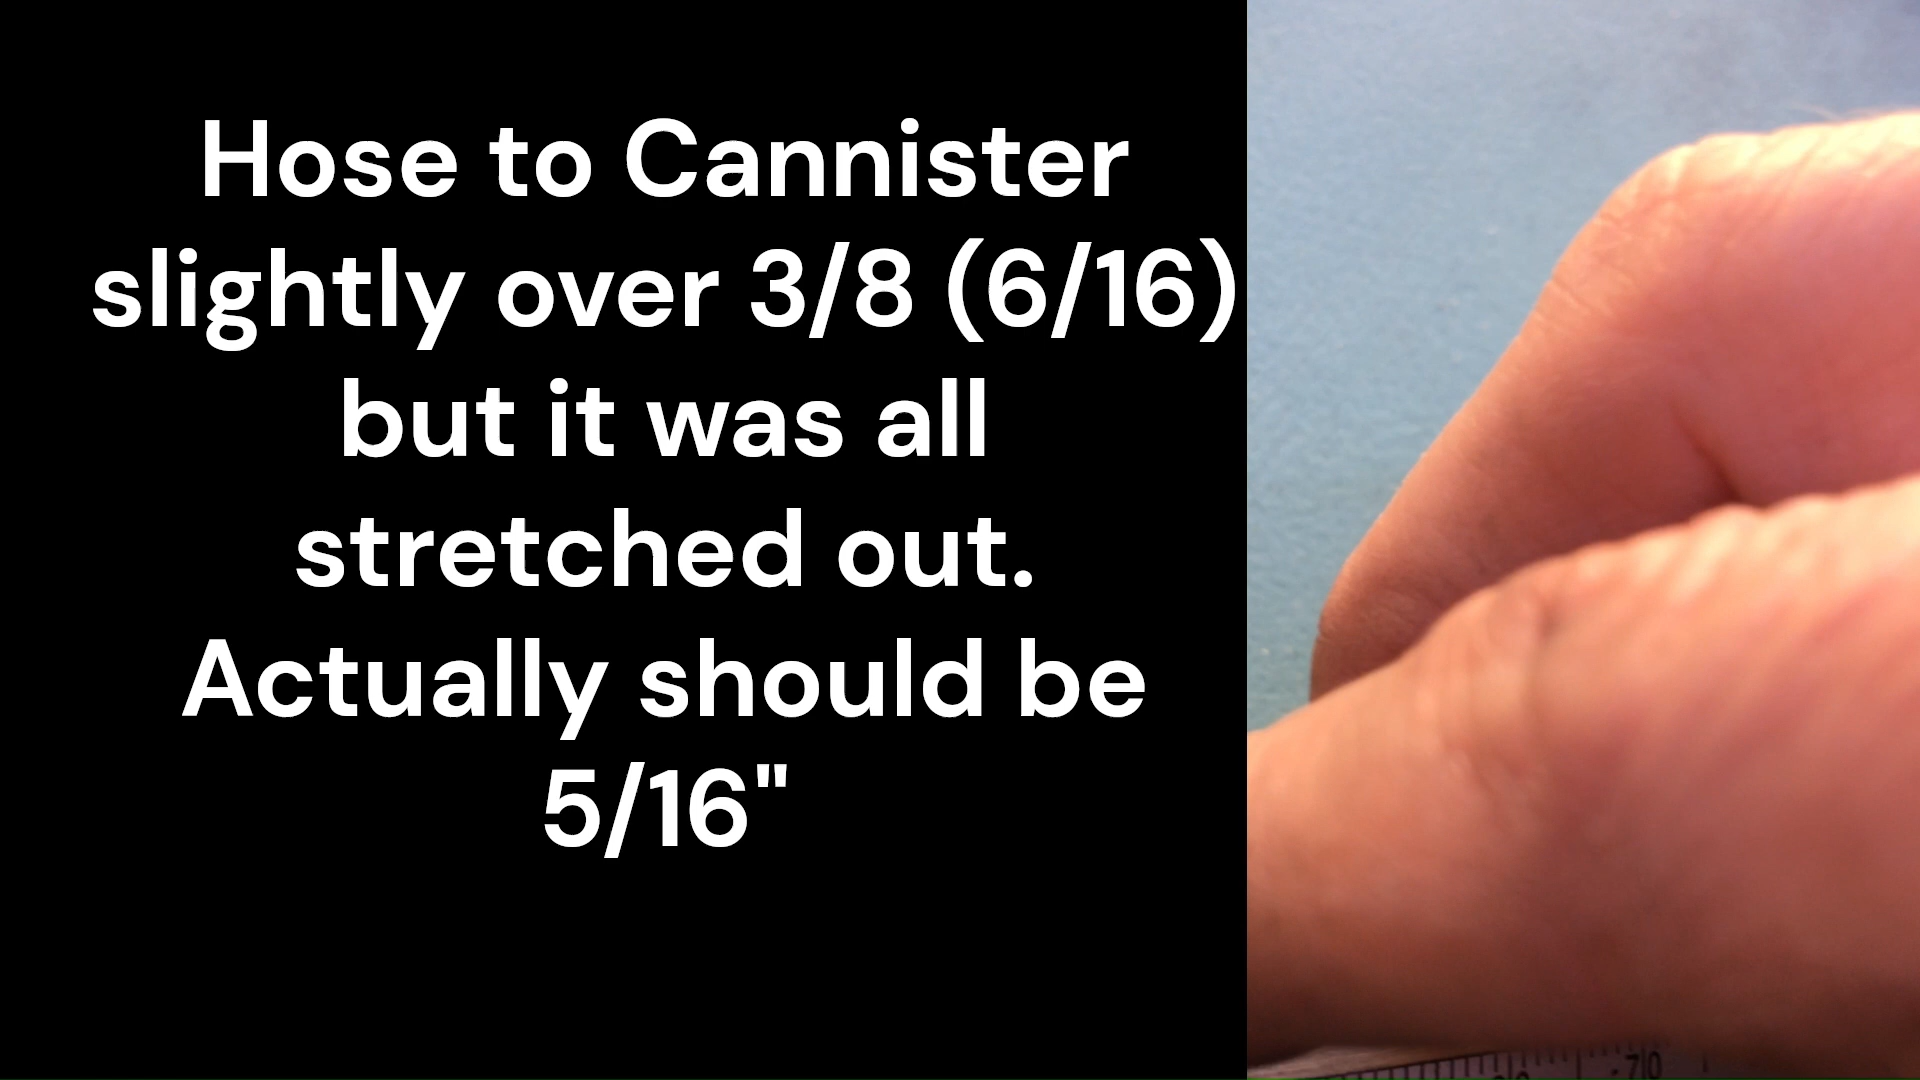 Hose to Cannister
slightly over 3/8 (6/16)
but it was all
stretched out.
Actually should be
5/16"